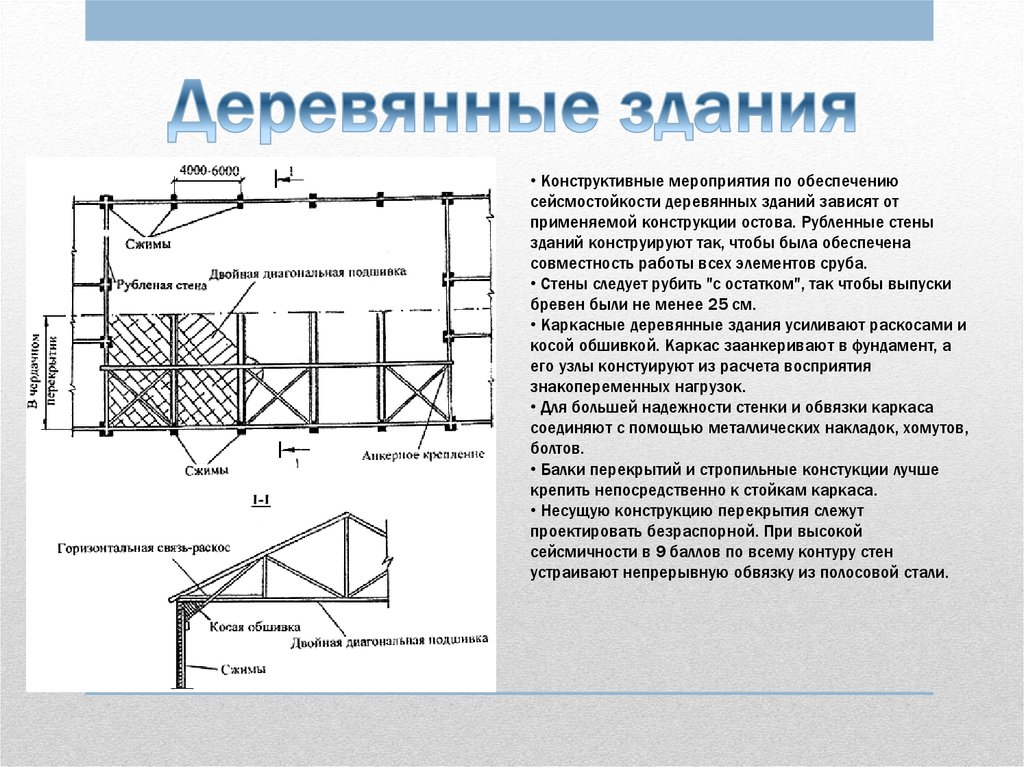 Деревянные здания
4000-6000
1
Сжимы
Двойная диагональная подшивка
Рубленая стена
В чердачном
перекрытии
Сжимы
1
Анкерное крепление
1-1
Горизонтальная связь-раскос
Косая обшивка
Двойная диагональная подшивка
Сжимы
• Конструктивные мероприятия по обеспечению
сейсмостойкости деревянных зданий зависят от
применяемой конструкции остова. Рубленные стены
зданий конструируют так, чтобы была обеспечена
совместность работы всех элементов сруба.
• Стены следует рубить "с остатком", так чтобы выпуски
бревен были не менее 25 см.
• Каркасные деревянные здания усиливают раскосами и
косой обшивкой. Каркас заанкеривают в фундамент, а
его узлы констуируют из расчета восприятия
знакопеременных нагрузок.
• Для большей надежности стенки и обвязки каркаса
соединяют с помощью металлических накладок, хомутов,
болтов.
• Балки перекрытий и стропильные констукции лучше
крепить непосредственно к стойкам каркаса.
• Несущую конструкцию перекрытия слежут
проектировать безраспорной. При высокой
сейсмичности в 9 баллов по всему контуру стен
устраивают непрерывную обвязку из полосовой стали.